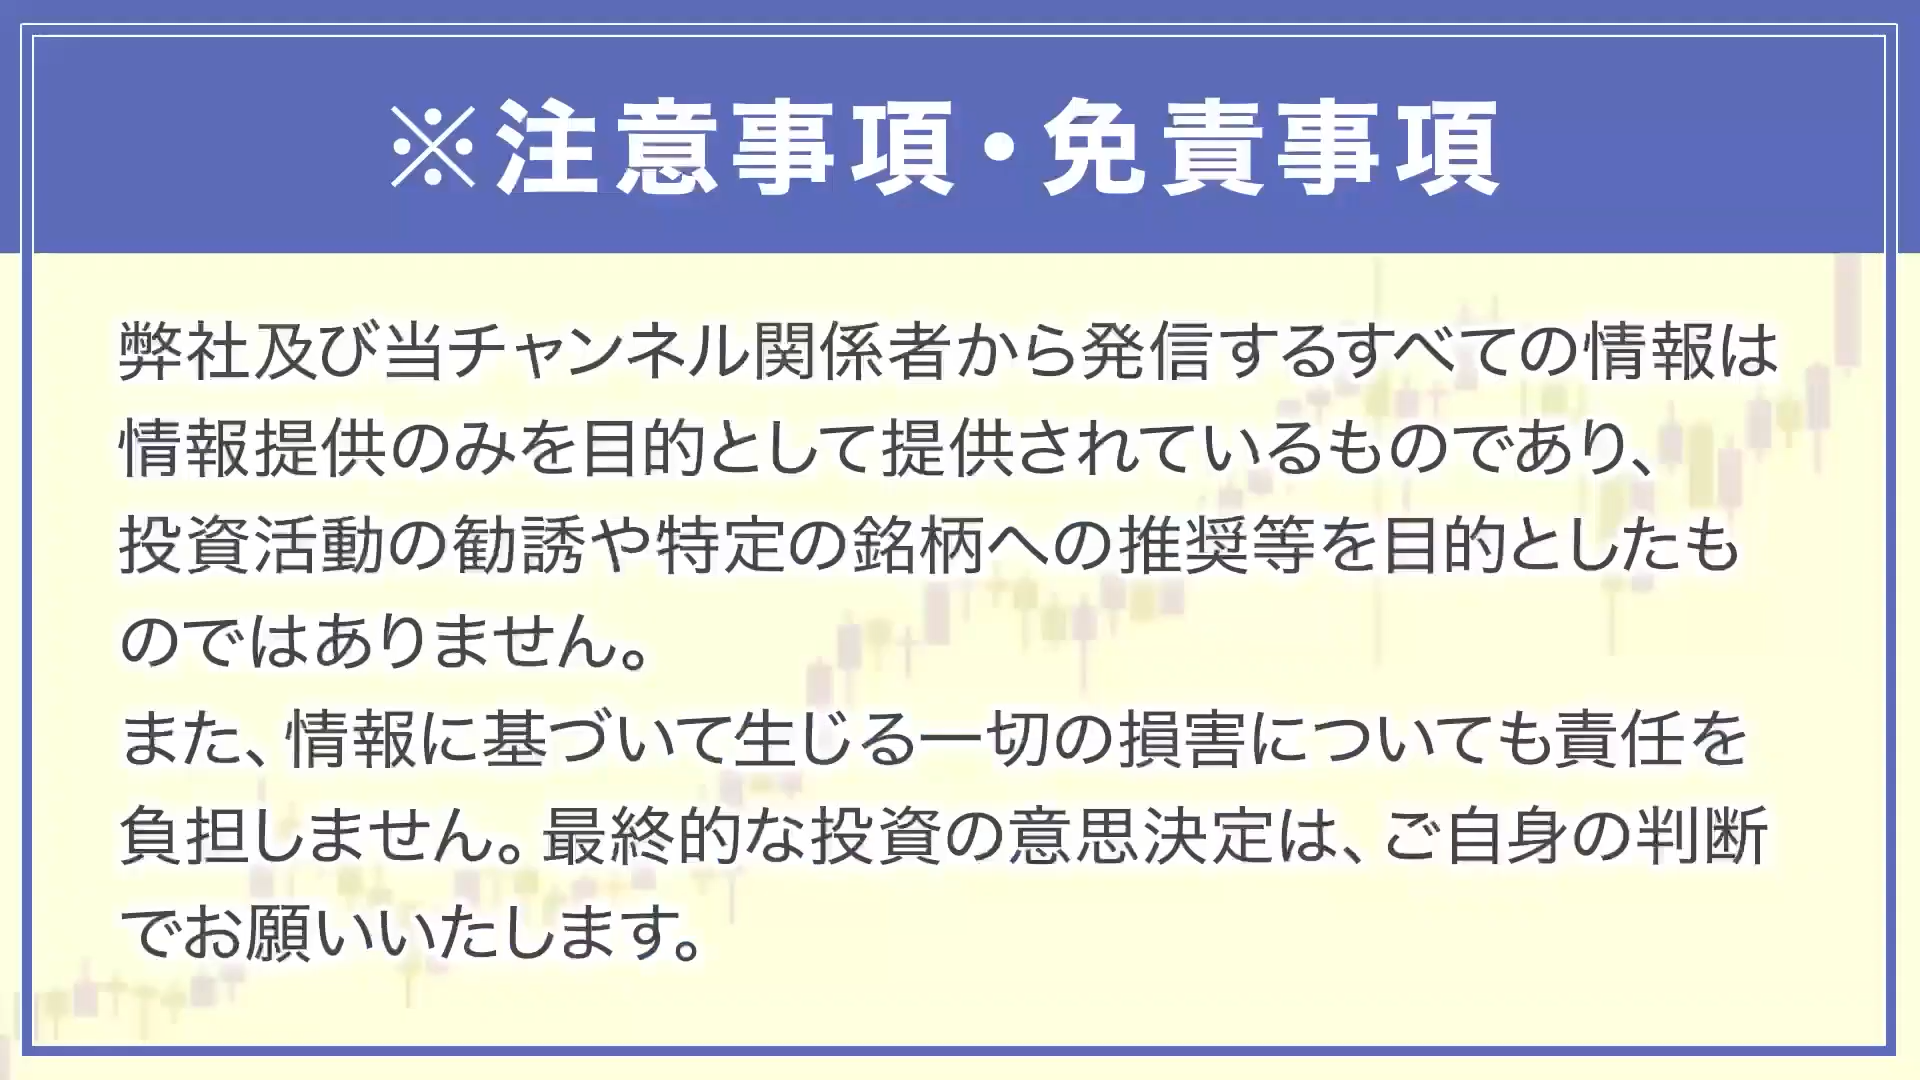 ※注意事項・免責事項
弊社及び当チャンネル関係者から発信するすべての情報は
情報提供のみを目的として提供されているものであり、
投資活動の勧誘や特定の銘柄への推奨等を目的としたも
のではありません。
また、情報に基づいて生じる一切の損害についても責任を
負担しません。最終的な投資の意思決定は、ご自身の判断
でお願いいたします。